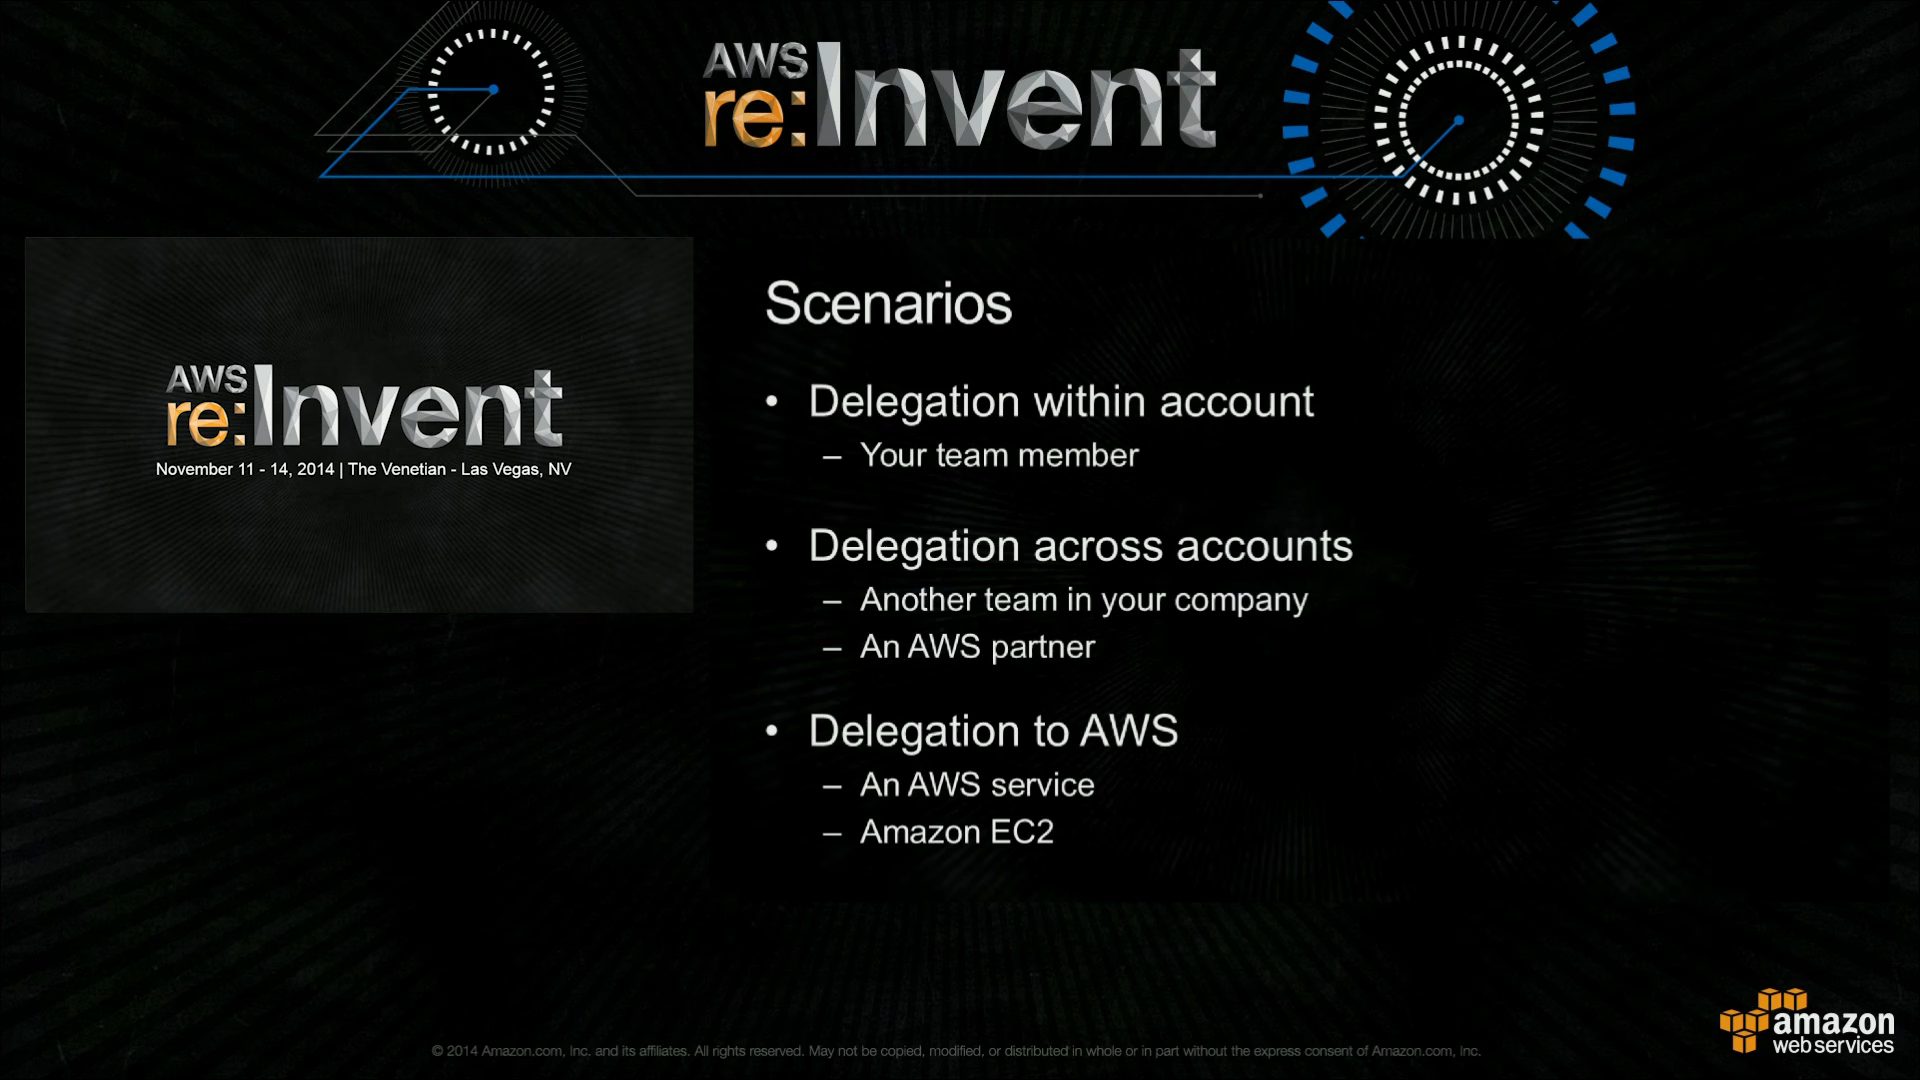 AWS
re:Invent
AWS
re:Invent
November 11 - 14, 2014 | The Venetian - Las Vegas, NV
Scenarios
• Delegation within account
– Your team member
• Delegation across accounts
– Another team in your company
– An AWS partner
• Delegation to AWS
– An AWS service
– Amazon EC2
© 2014 Amazon.com, Inc. and its affiliates. All rights reserved. May not be copied, modified, or distributed in whole or in part without the express consent of Amazon.com, Inc.
amazon
web services